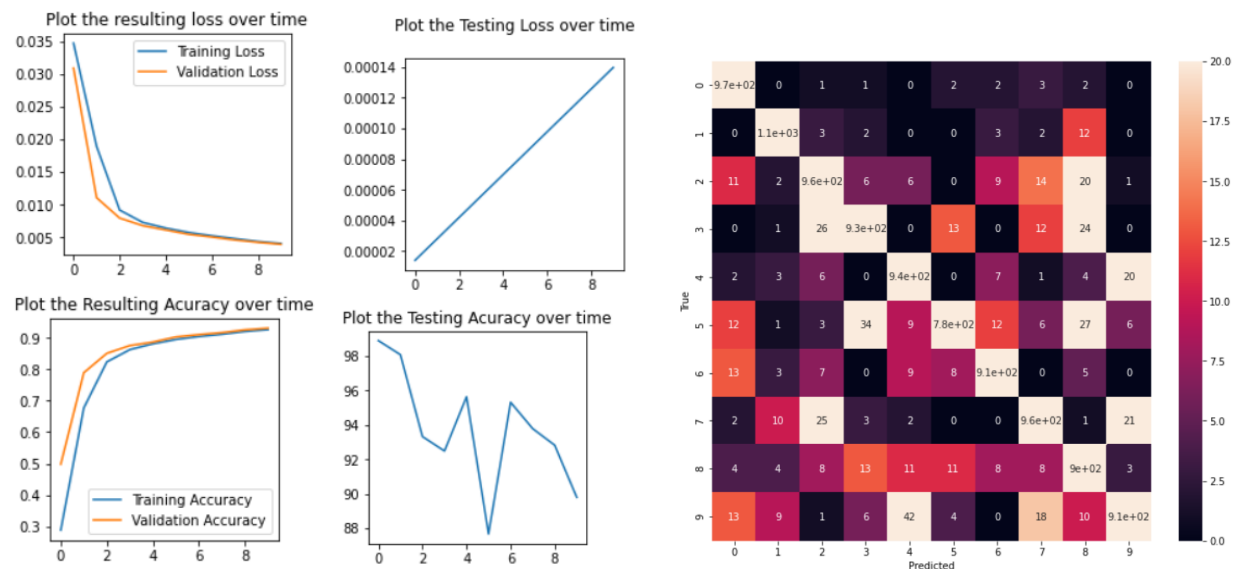 Plot the resulting loss over time
0.035
0.030
0.025
0.020
0.015
0.010
0.005
Training Loss
Validation Loss
0 2 4 6 8
Plot the Testing Loss over time
0.00014
0.00012
0.00010
0.00008
0.00006
0.00004
0.00002
0 2 4 6 8
Plot the Resulting Acuracy over time
0.9
0.8
0.7
0.6
0.5
0.4
0.3
Training Accuracy
Validation Accuracy
0 2 4 6 8
Plot the Testing Acuracy over time
98
96
94
92
90
88
0 2 4 6 8
True
0 9.7e+02 0 1 1 0 2 2 3 2 0
1 0 1.1e+03 3 2 0 0 3 2 12 0
2 11 2 9.6e+02 6 6 0 9 14 20 1
3 0 1 26 9.3e+02 0 13 0 12 24 0
4 2 3 6 0 9.4e+02 0 7 1 4 20
5 12 1 3 34 9 7.8e+02 12 6 27 6
6 13 3 7 0 9 8 9.1e+02 0 5 0
7 2 10 25 3 2 0 0 9.6e+02 1 21
8 4 4 8 13 11 11 8 8 9e+02 3
9 13 9 1 6 42 4 0 18 10 9.1e+02
0 1 2 3 4 5 6 7 8 9
Predicted
20.0
17.5
15.0
12.5
10.0
7.5
5.0
2.5
0.0